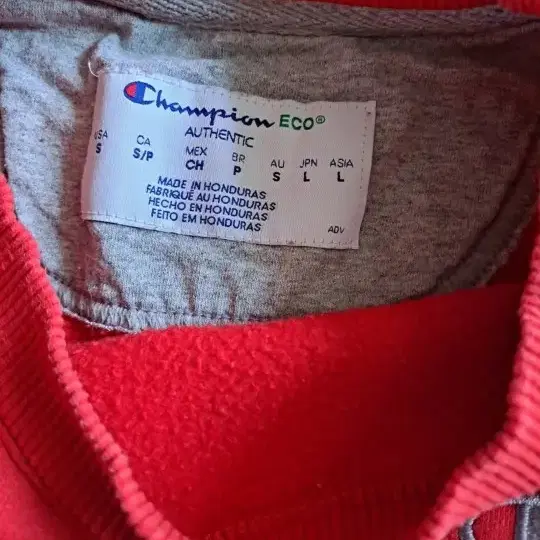 Champion ECO®
AUTHENTIC
USA CA MEX BR AU JPN ASIA
S S/P CH P S L L
MADE IN HONDURAS
FABRIQUÉ AU HONDURAS
HECHO EN HONDURAS
FEITO EM HONDURAS
ADV